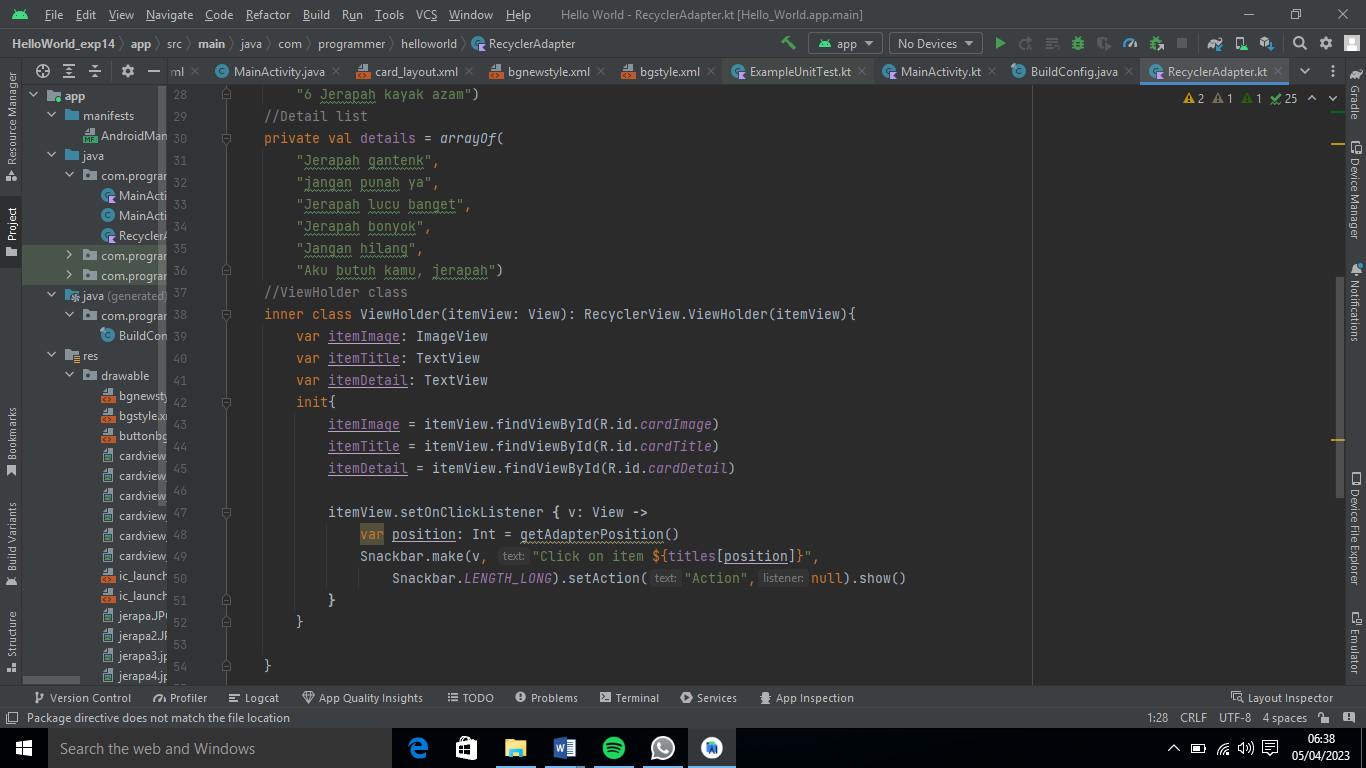 File Edit View Navigate Code Refactor Build Run Tools VCS Window Help Hello World - RecyclerAdapter.kt [Hello_World.app.main]
HelloWorld_exp14 app src main java com programmer helloworld RecyclerAdapter app No Devices
ml MainActivity.java card_layout.xml bgnewstyle.xml bgstyle.xml ExampleUnitTest.kt MainActivity.kt BuildConfig.java RecyclerAdapter.kt
Resource Manager
Project
Bookmarks
Build Variants
Structure
app
manifests
AndroidMan
java
com.progra
MainActi
MainActi
Recycler
com.progra
com.progra
java (generated)
com.progra
BuildCon
res
drawable
bgnewsty
bgstyle.x
buttonbg
cardview_
cardview_
cardview_
cardview_
cardview_
cardview_
ic_launch
ic_launch
jerapa.JP
jerapa2.JP
jerapa3.jp
jerapa4.jp
2 1 1 25
28 "6 Jerapah kayak azam")
29 //Detail list
30 private val details = arrayOf(
31 "Jerapah gantenk",
32 "jangan punah ya",
33 "Jerapah lucu banget",
34 "Jerapah bonyok",
35 "Jangan hilang",
36 "Aku butuh kamu, jerapah")
37 //ViewHolder class
38 inner class ViewHolder(itemView: View): RecyclerView.ViewHolder(itemView){
39 var itemImage: ImageView
40 var itemTitle: TextView
41 var itemDetail: TextView
42 init{
43 itemImage = itemView.findViewById(R.id.cardImage)
44 itemTitle = itemView.findViewById(R.id.cardTitle)
45 itemDetail = itemView.findViewById(R.id.cardDetail)
46
47 itemView.setOnClickListener { v: View ->
48 var position: Int = getAdapterPosition()
49 Snackbar.make(v, text: "Click on item ${titles[position]}",
50 Snackbar.LENGTH_LONG).setAction( text: "Action", listener: null).show()
51 }
52 }
53
54 }
Gradle
Device Manager
Notifications
Device File Explorer
Emulator
Version Control Profiler Logcat App Quality Insights TODO Problems Terminal Services App Inspection Layout Inspector
Package directive does not match the file location 1:28 CRLF UTF-8 4 spaces
Search the web and Windows
06:38
05/04/2023